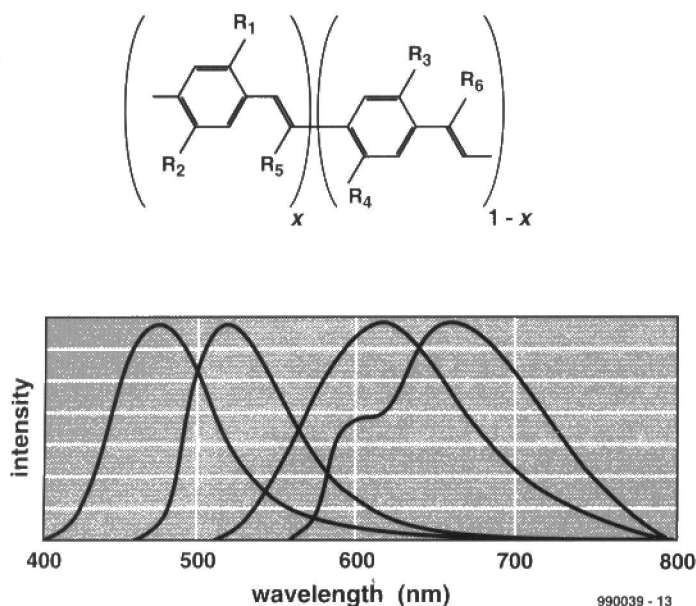 R1
R3
R6
R2
R5
R4
x
1 - x
intensity
400
500
600
700
800
wavelength (nm)
990039 - 13